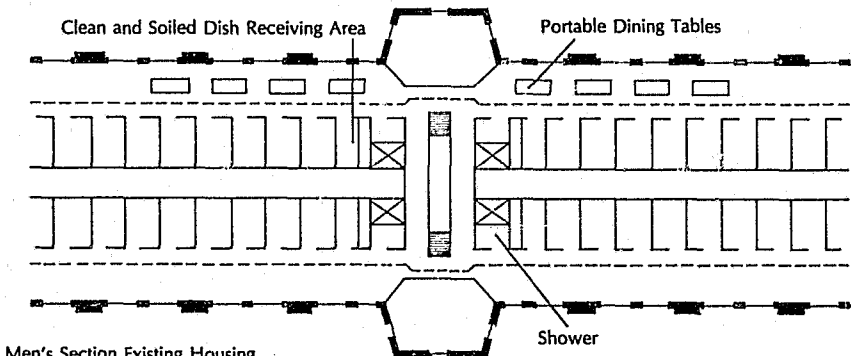 Clean and Soiled Dish Receiving Area
Portable Dining Tables
Shower
Men's Section Existing Housing